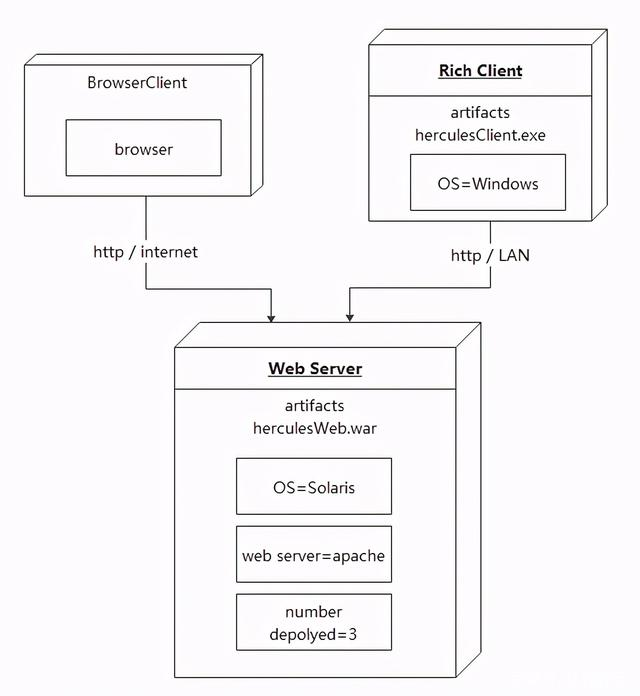 BrowserClient
browser
Rich Client
artifacts
herculesClient.exe
OS=Windows
http / internet
http / LAN
Web Server
artifacts
herculesWeb.war
OS=Solaris
web server=apache
number
depolyed=3